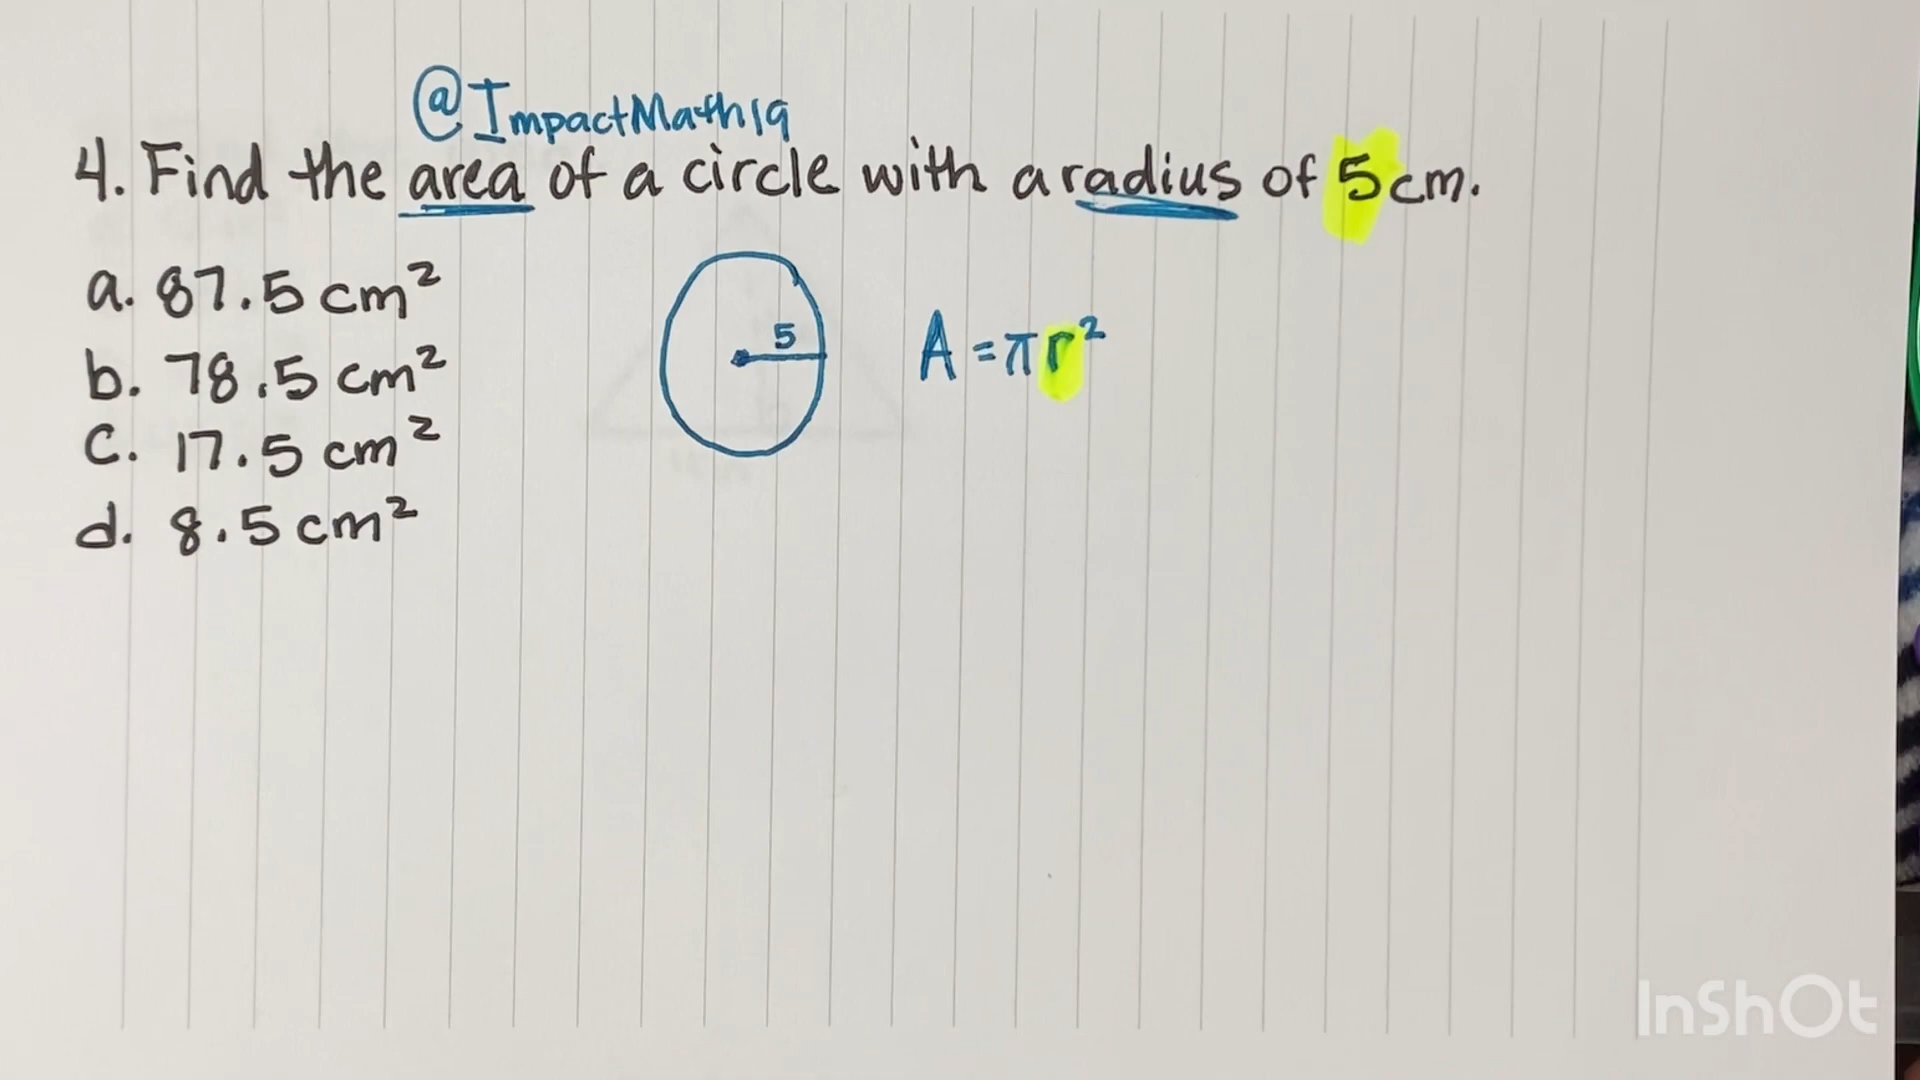 @ImpactMath19
4. Find the area of a circle with a radius of 5cm.
a. 87.5 cm²
b. 78.5 cm²
c. 17.5 cm²
d. 8.5 cm²
5
A = πr²
InShOt